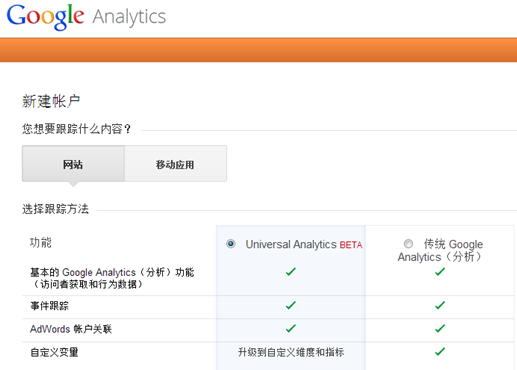 Google Analytics
新建帐户
您想要跟踪什么内容？
网站 移动应用
选择跟踪方法
功能 Universal Analytics BETA 传统 Google
Analytics（分析）
基本的 Google Analytics（分析）功能
（访问者获取和行为数据）
事件跟踪
AdWords 帐户关联
自定义变量 升级到自定义维度和指标